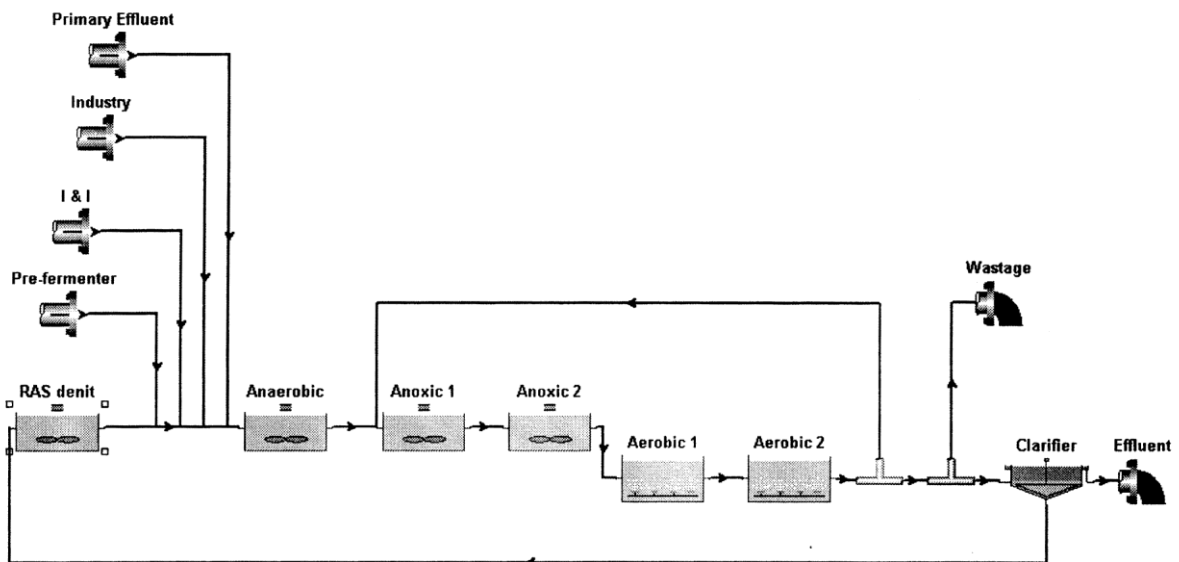 Primary Effluent
Industry
I & I
Pre-fermenter
Wastage
RAS denit
Anaerobic
Anoxic 1
Anoxic 2
Aerobic 1
Aerobic 2
Clarifier
Effluent